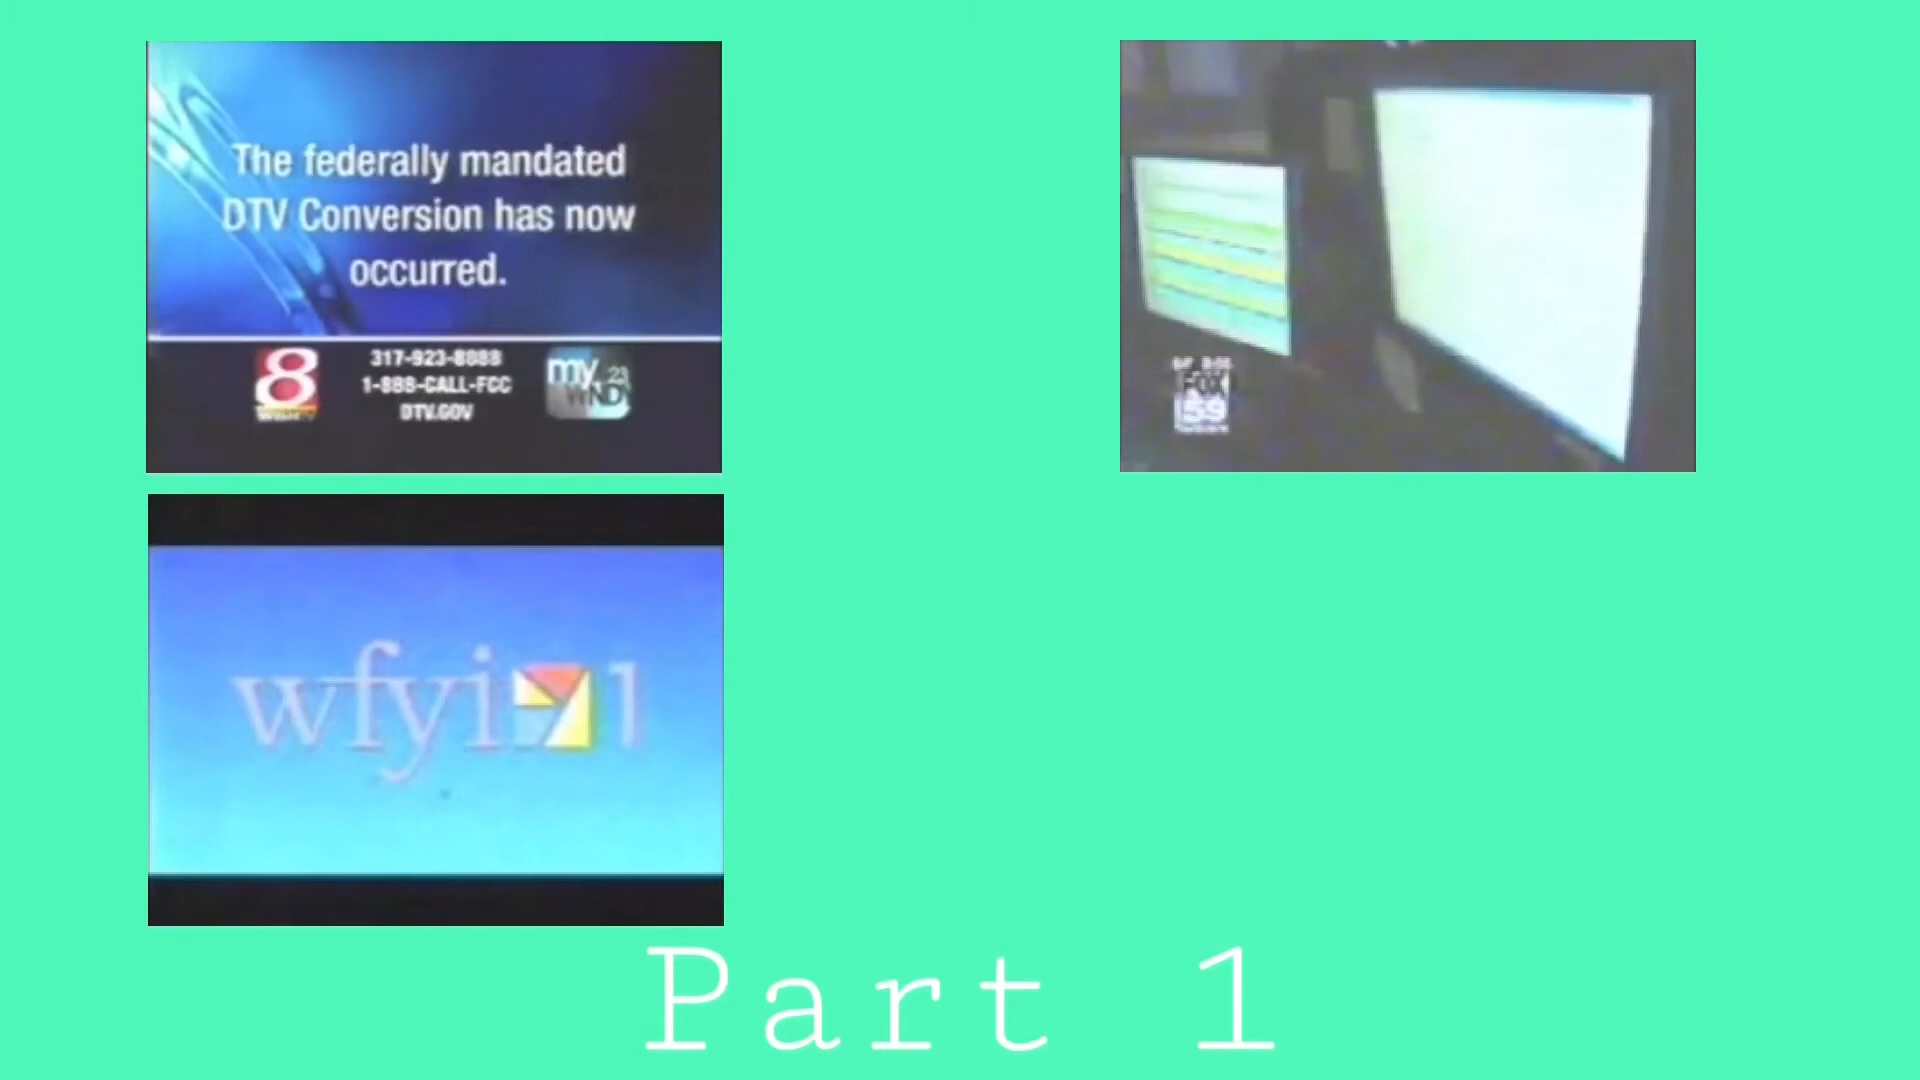 The federally mandated
DTV Conversion has now
occurred.
8
317-923-8888
1-888-CALL-FCC
DTV.GOV
my
23
FOX
59
wfyi 1
Part 1